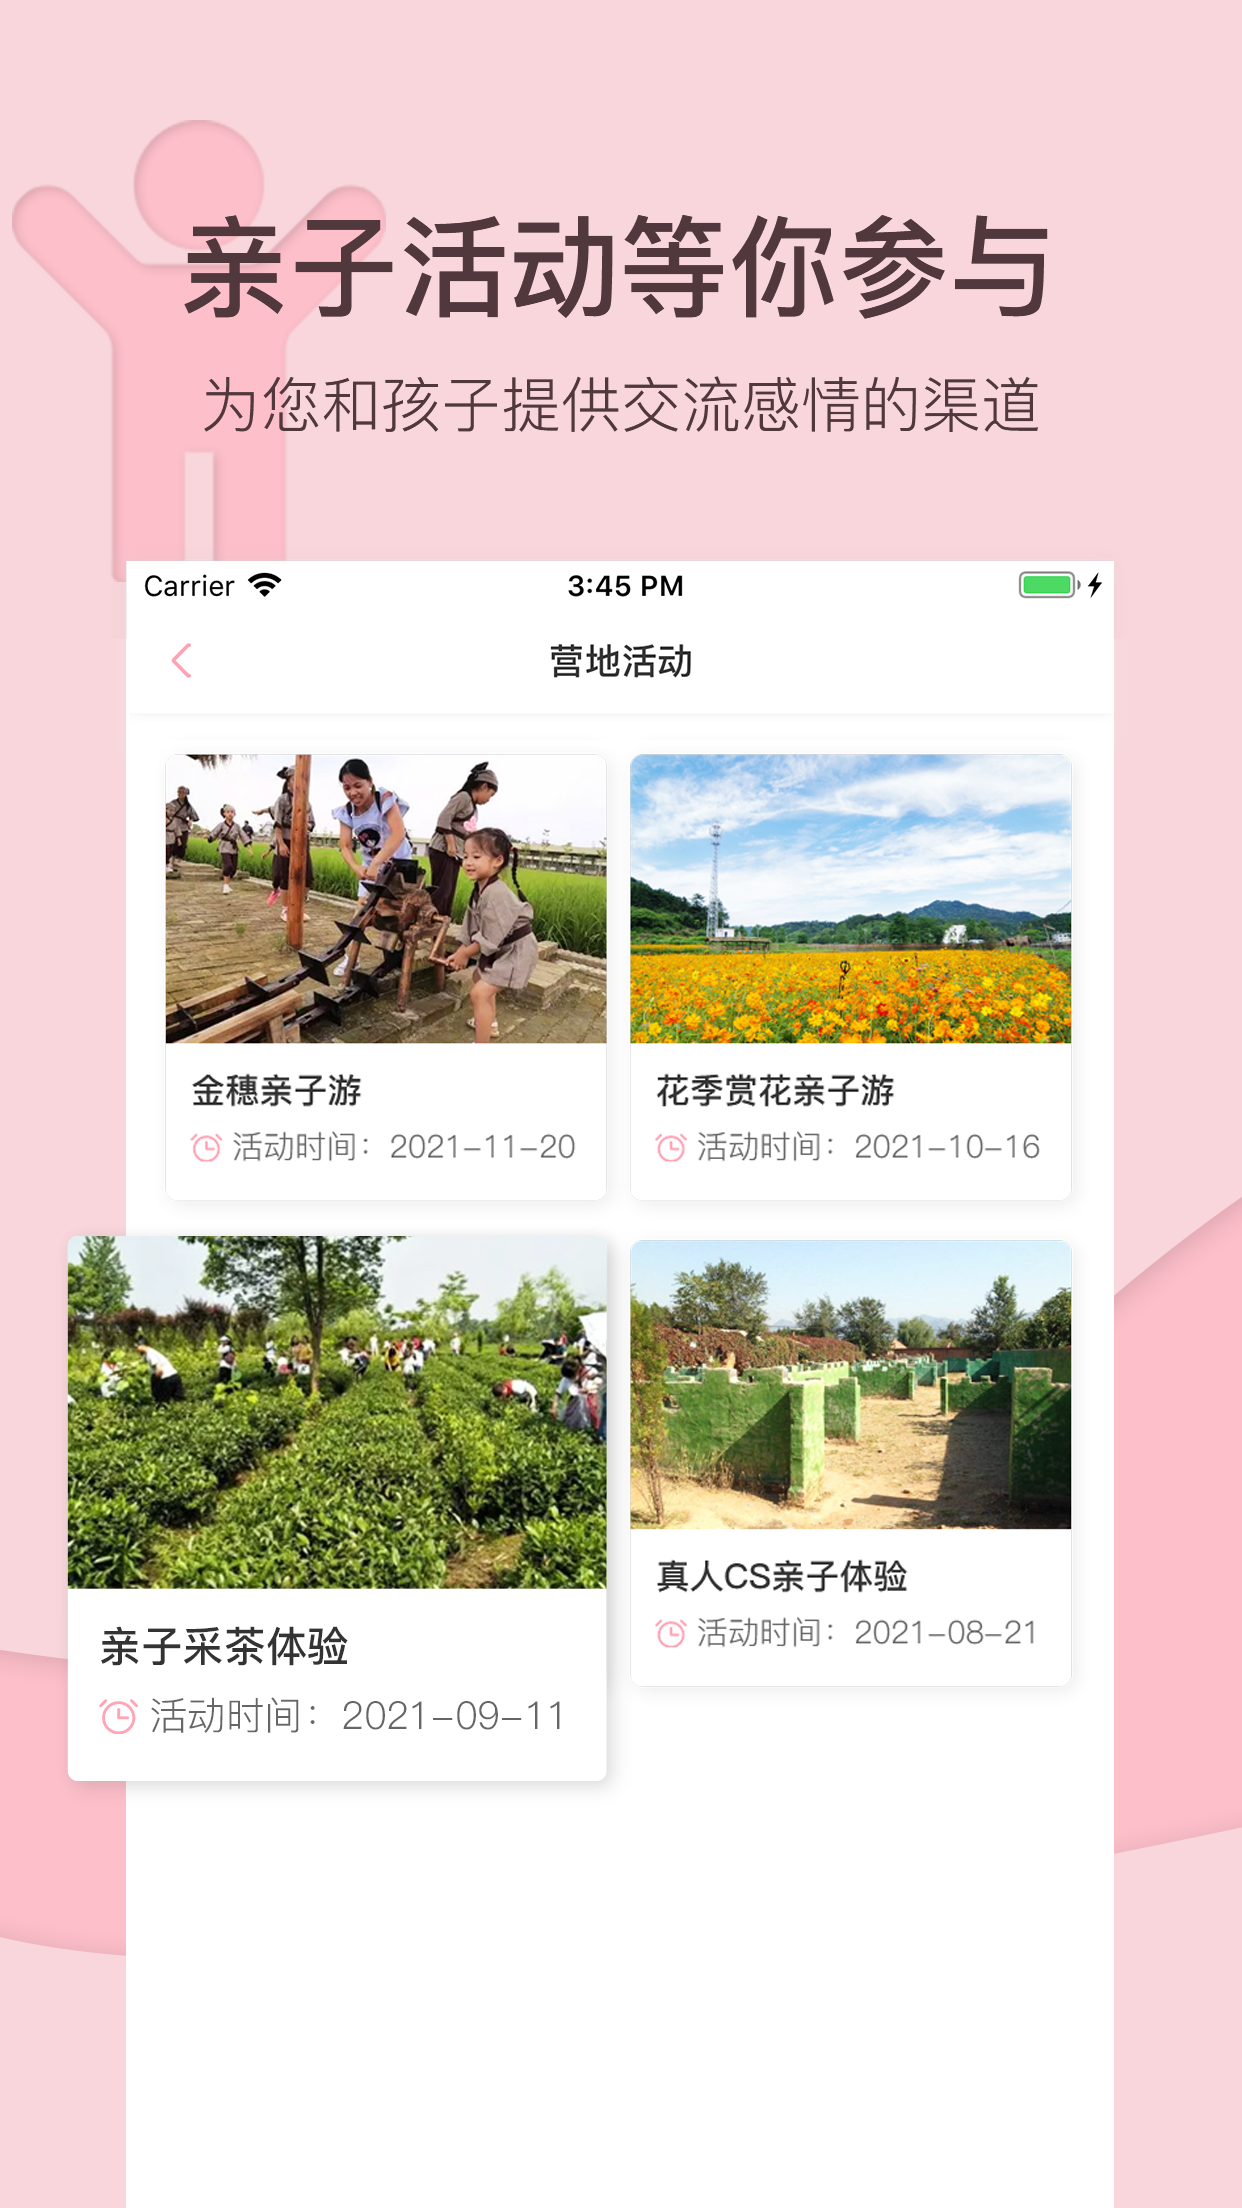 亲子活动等你参与
为您和孩子提供交流感情的渠道
Carrier 3:45 PM
营地活动
金穗亲子游
活动时间：2021-11-20
花季赏花亲子游
活动时间：2021-10-16
亲子采茶体验
活动时间：2021-09-11
真人CS亲子体验
活动时间：2021-08-21